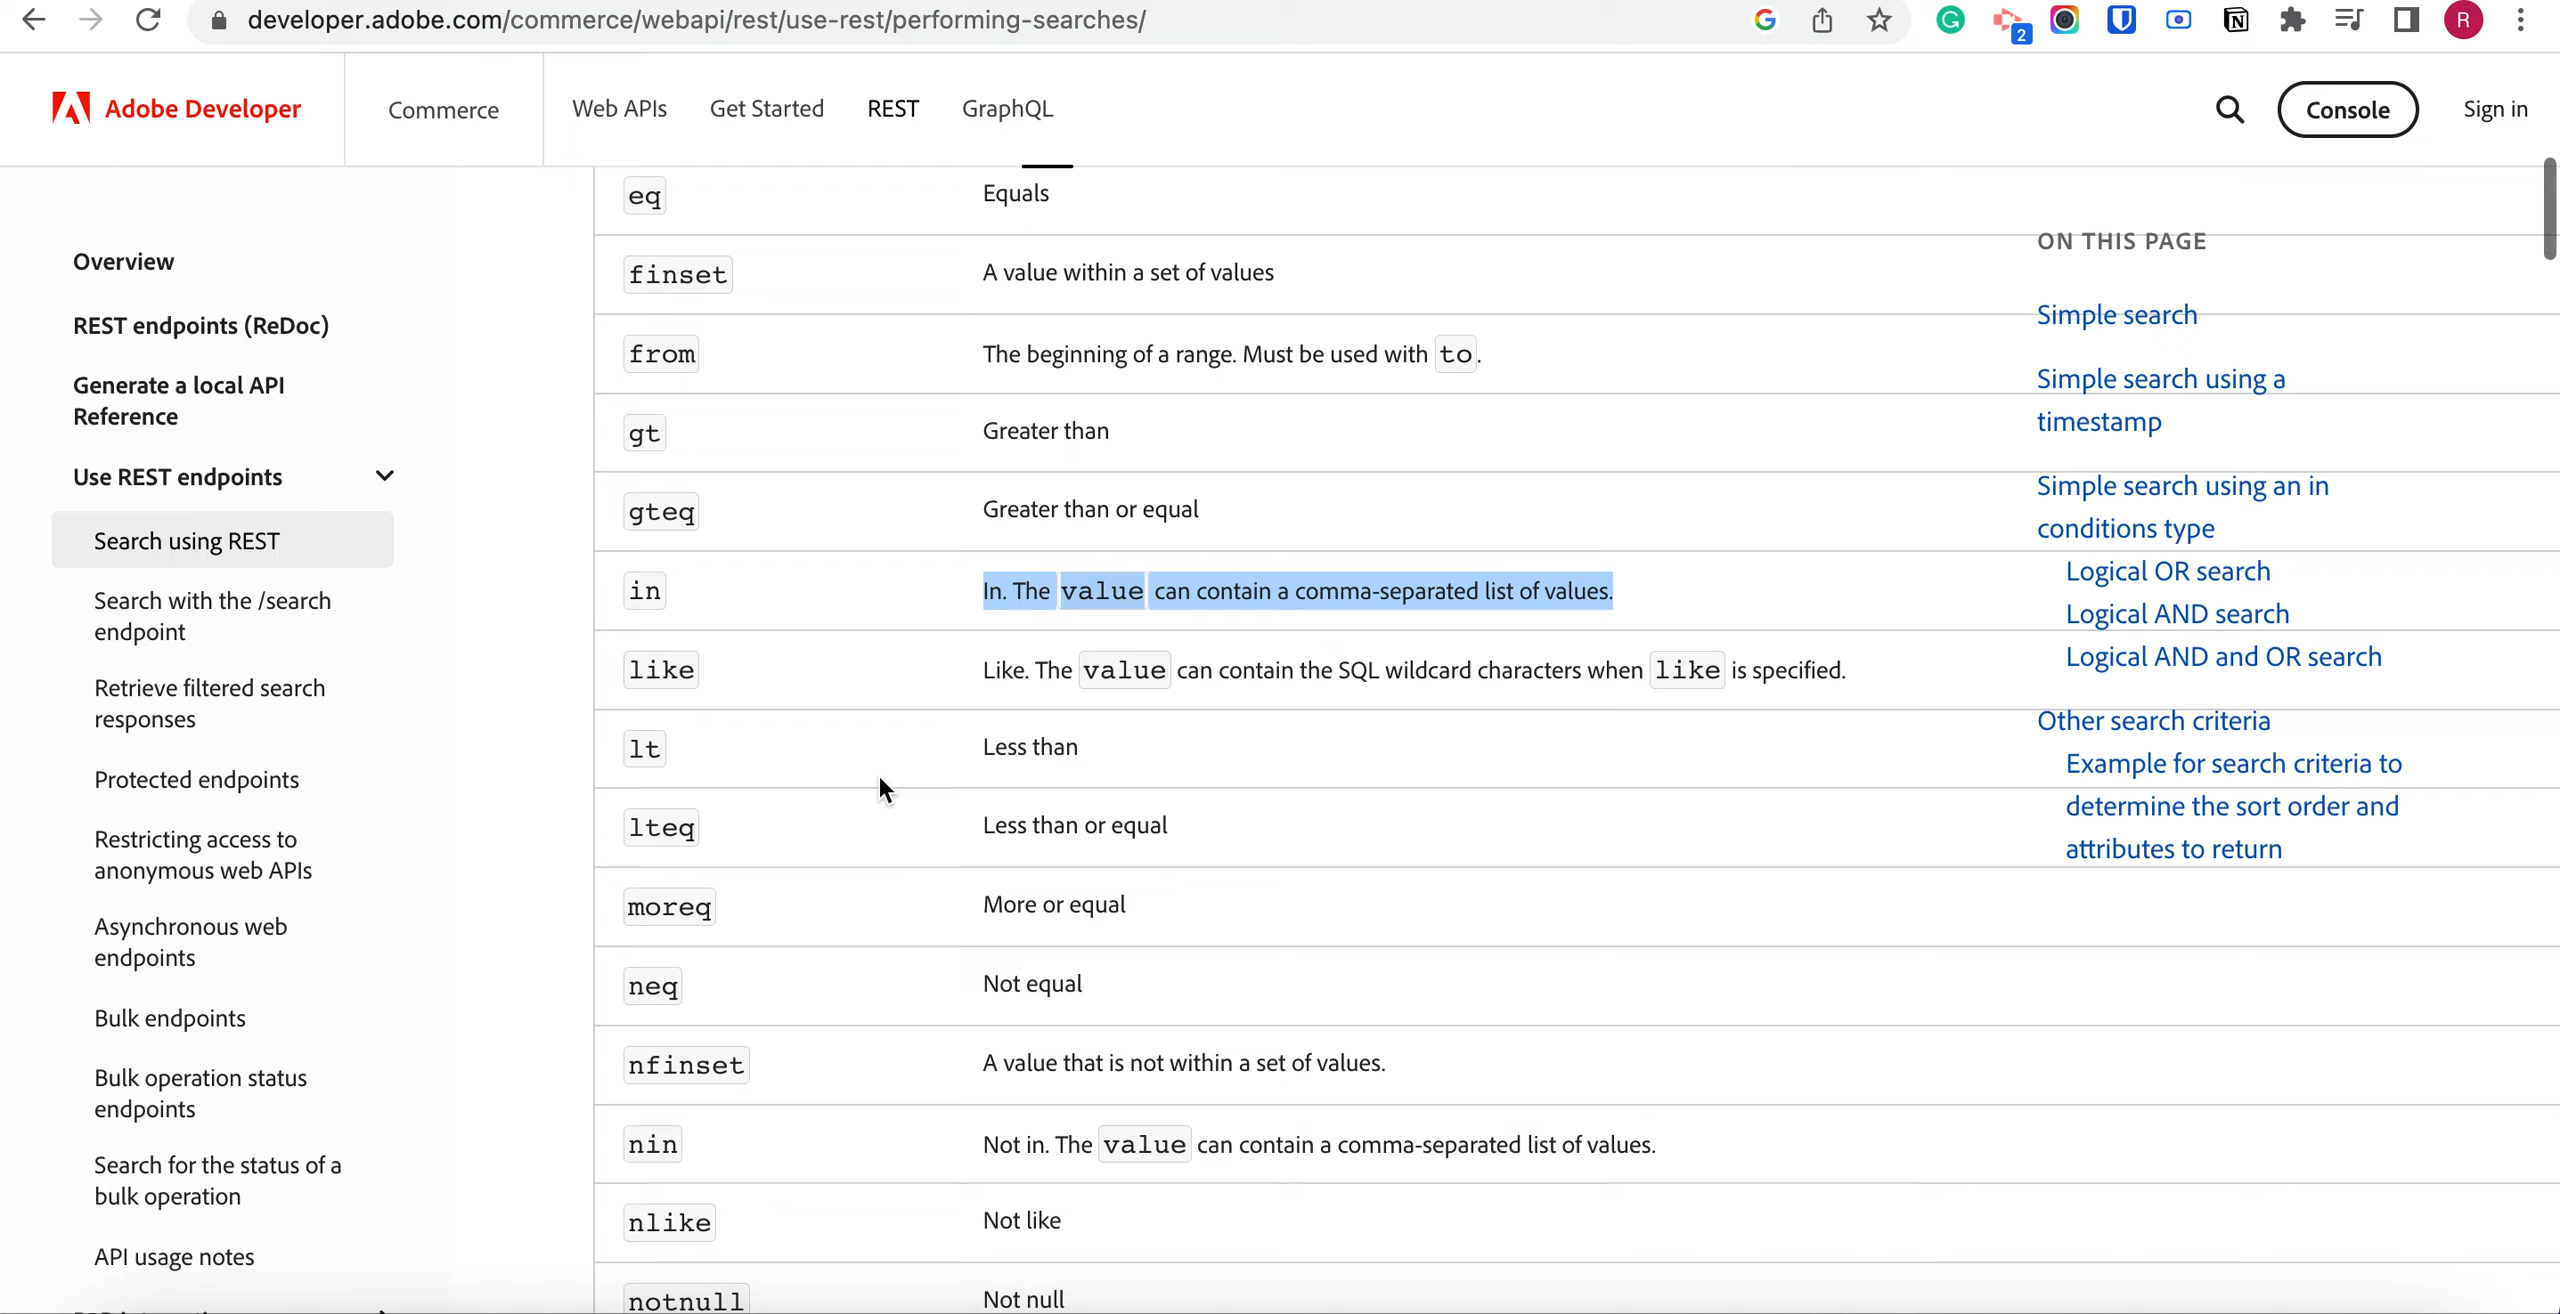 developer.adobe.com/commerce/webapi/rest/use-rest/performing-searches/
2
R
Adobe Developer
Commerce
Web APIs
Get Started
REST
GraphQL
Console
Sign in
Overview
REST endpoints (ReDoc)
Generate a local API
Reference
Use REST endpoints
Search using REST
Search with the /search
endpoint
Retrieve filtered search
responses
Protected endpoints
Restricting access to
anonymous web APIs
Asynchronous web
endpoints
Bulk endpoints
Bulk operation status
endpoints
Search for the status of a
bulk operation
API usage notes
eq Equals
finset A value within a set of values
from The beginning of a range. Must be used with to.
gt Greater than
gteq Greater than or equal
in In. The value can contain a comma-separated list of values.
like Like. The value can contain the SQL wildcard characters when like is specified.
lt Less than
lteq Less than or equal
moreq More or equal
neq Not equal
nfinset A value that is not within a set of values.
nin Not in. The value can contain a comma-separated list of values.
nlike Not like
notnull Not null
ON THIS PAGE
Simple search
Simple search using a
timestamp
Simple search using an in
conditions type
Logical OR search
Logical AND search
Logical AND and OR search
Other search criteria
Example for search criteria to
determine the sort order and
attributes to return